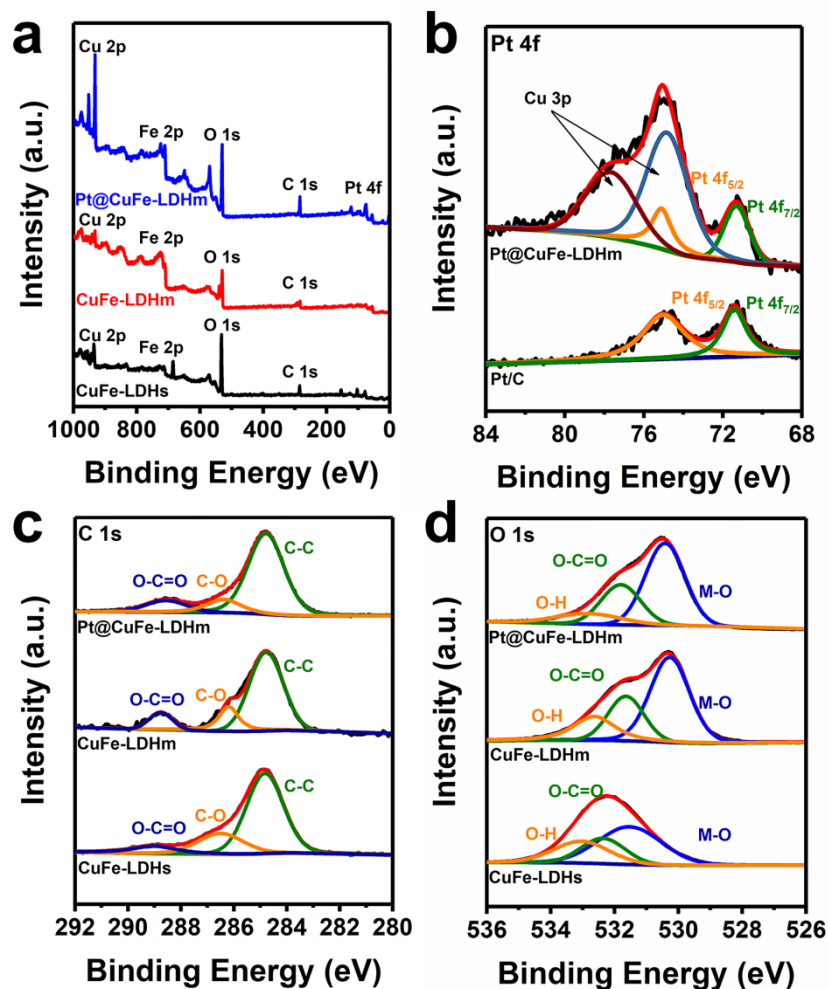 a
Cu 2p
Fe 2p
O 1s
C 1s
Pt 4f
Pt@CuFe-LDHm
Cu 2p
Fe 2p
O 1s
C 1s
CuFe-LDHm
Cu 2p
Fe 2p
O 1s
C 1s
CuFe-LDHs
Intensity (a.u.)
1000 800 600 400 200 0
Binding Energy (eV)
b
Pt 4f
Cu 3p
Pt 4f5/2
Pt 4f7/2
Pt@CuFe-LDHm
Pt 4f5/2
Pt 4f7/2
Pt/C
Intensity (a.u.)
84 80 76 72 68
Binding Energy (eV)
c
C 1s
C-C
O-C=O
C-O
Pt@CuFe-LDHm
C-C
O-C=O
C-O
CuFe-LDHm
C-C
O-C=O
C-O
CuFe-LDHs
Intensity (a.u.)
292 290 288 286 284 282 280
Binding Energy (eV)
d
O 1s
O-C=O
M-O
O-H
Pt@CuFe-LDHm
O-C=O
M-O
O-H
CuFe-LDHm
O-C=O
O-H
M-O
CuFe-LDHs
Intensity (a.u.)
536 534 532 530 528 526
Binding Energy (eV)